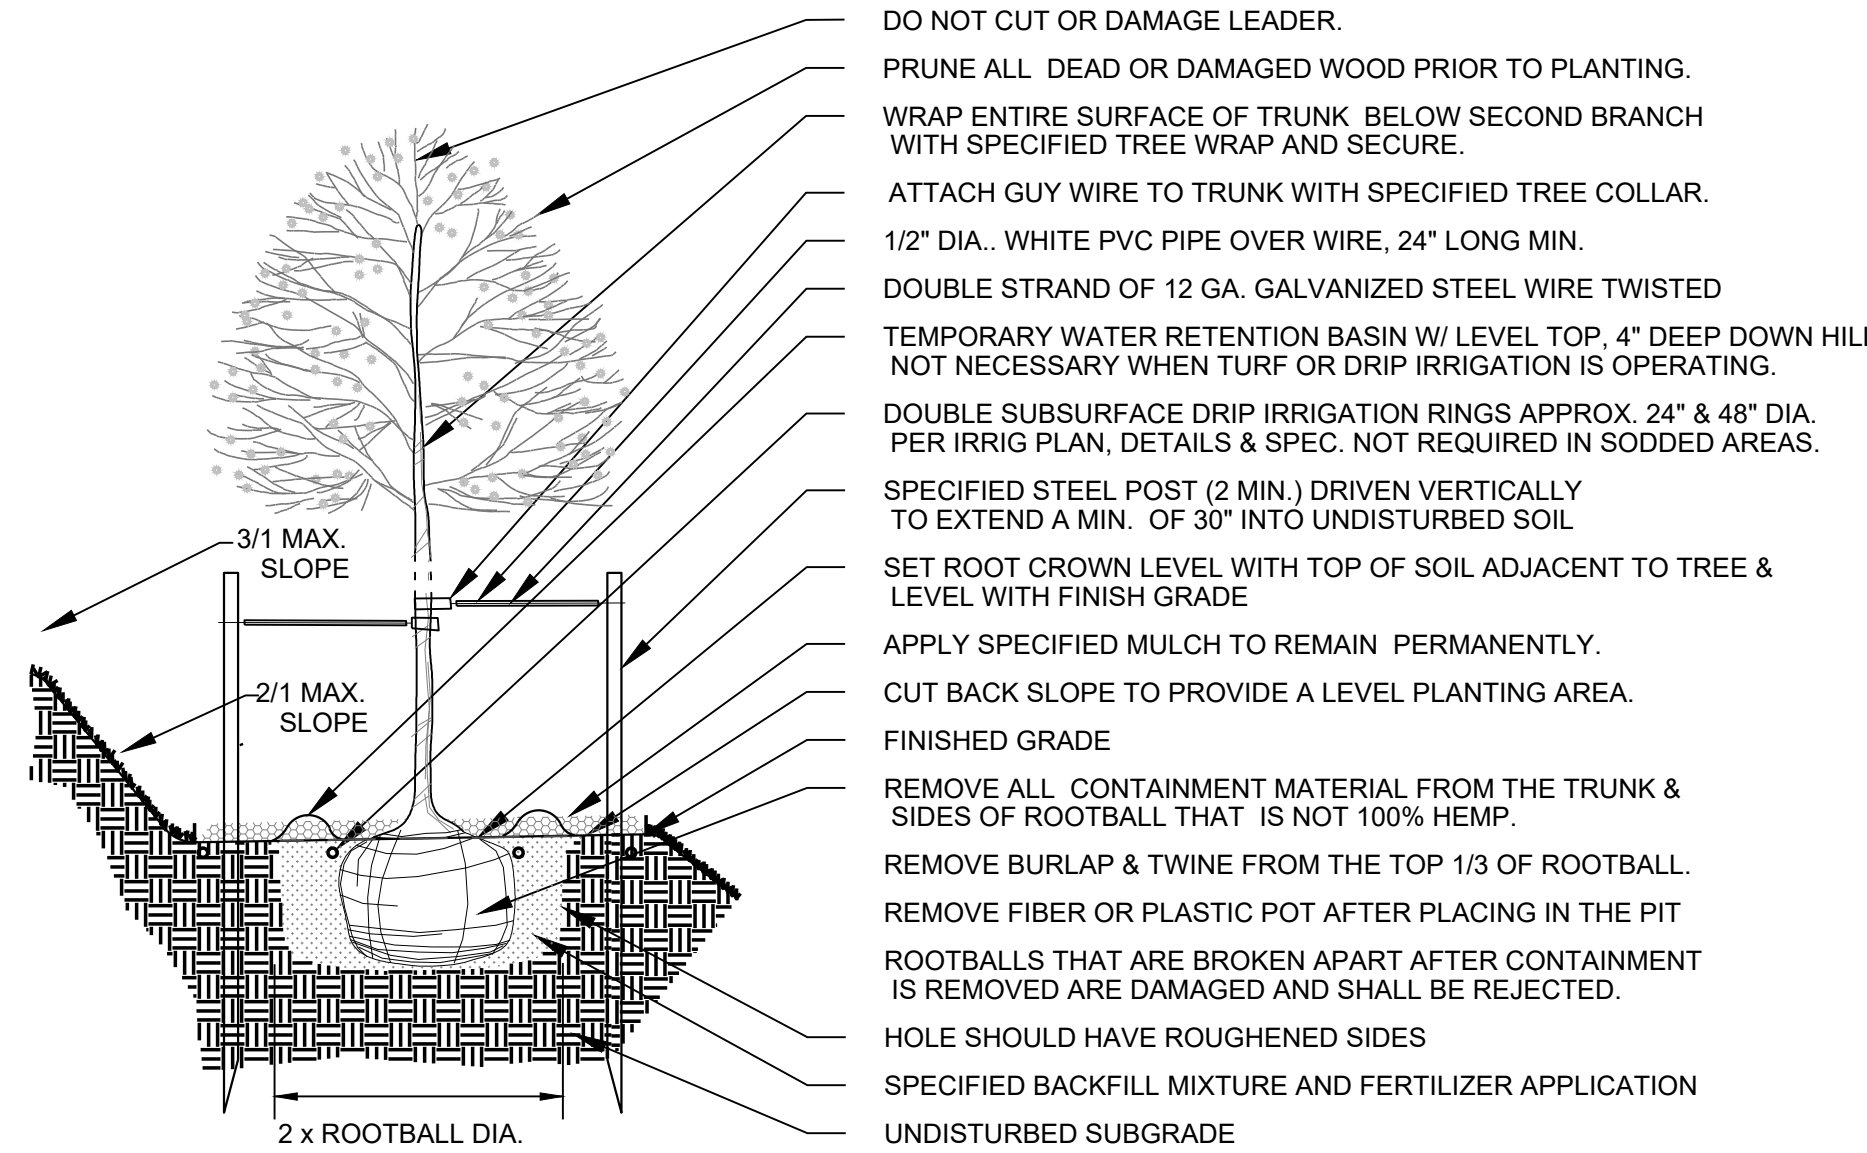 DO NOT CUT OR DAMAGE LEADER.
PRUNE ALL DEAD OR DAMAGED WOOD PRIOR TO PLANTING.
WRAP ENTIRE SURFACE OF TRUNK BELOW SECOND BRANCH
WITH SPECIFIED TREE WRAP AND SECURE.
ATTACH GUY WIRE TO TRUNK WITH SPECIFIED TREE COLLAR.
1/2" DIA.. WHITE PVC PIPE OVER WIRE, 24" LONG MIN.
DOUBLE STRAND OF 12 GA. GALVANIZED STEEL WIRE TWISTED
TEMPORARY WATER RETENTION BASIN W/ LEVEL TOP, 4" DEEP DOWN HILL
NOT NECESSARY WHEN TURF OR DRIP IRRIGATION IS OPERATING.
DOUBLE SUBSURFACE DRIP IRRIGATION RINGS APPROX. 24" & 48" DIA.
PER IRRIG PLAN, DETAILS & SPEC. NOT REQUIRED IN SODDED AREAS.
SPECIFIED STEEL POST (2 MIN.) DRIVEN VERTICALLY
TO EXTEND A MIN. OF 30" INTO UNDISTURBED SOIL
SET ROOT CROWN LEVEL WITH TOP OF SOIL ADJACENT TO TREE &
LEVEL WITH FINISH GRADE
APPLY SPECIFIED MULCH TO REMAIN PERMANENTLY.
CUT BACK SLOPE TO PROVIDE A LEVEL PLANTING AREA.
FINISHED GRADE
REMOVE ALL CONTAINMENT MATERIAL FROM THE TRUNK &
SIDES OF ROOTBALL THAT IS NOT 100% HEMP.
REMOVE BURLAP & TWINE FROM THE TOP 1/3 OF ROOTBALL.
REMOVE FIBER OR PLASTIC POT AFTER PLACING IN THE PIT
ROOTBALLS THAT ARE BROKEN APART AFTER CONTAINMENT
IS REMOVED ARE DAMAGED AND SHALL BE REJECTED.
HOLE SHOULD HAVE ROUGHENED SIDES
SPECIFIED BACKFILL MIXTURE AND FERTILIZER APPLICATION
UNDISTURBED SUBGRADE
3/1 MAX.
SLOPE
2/1 MAX.
SLOPE
2 x ROOTBALL DIA.